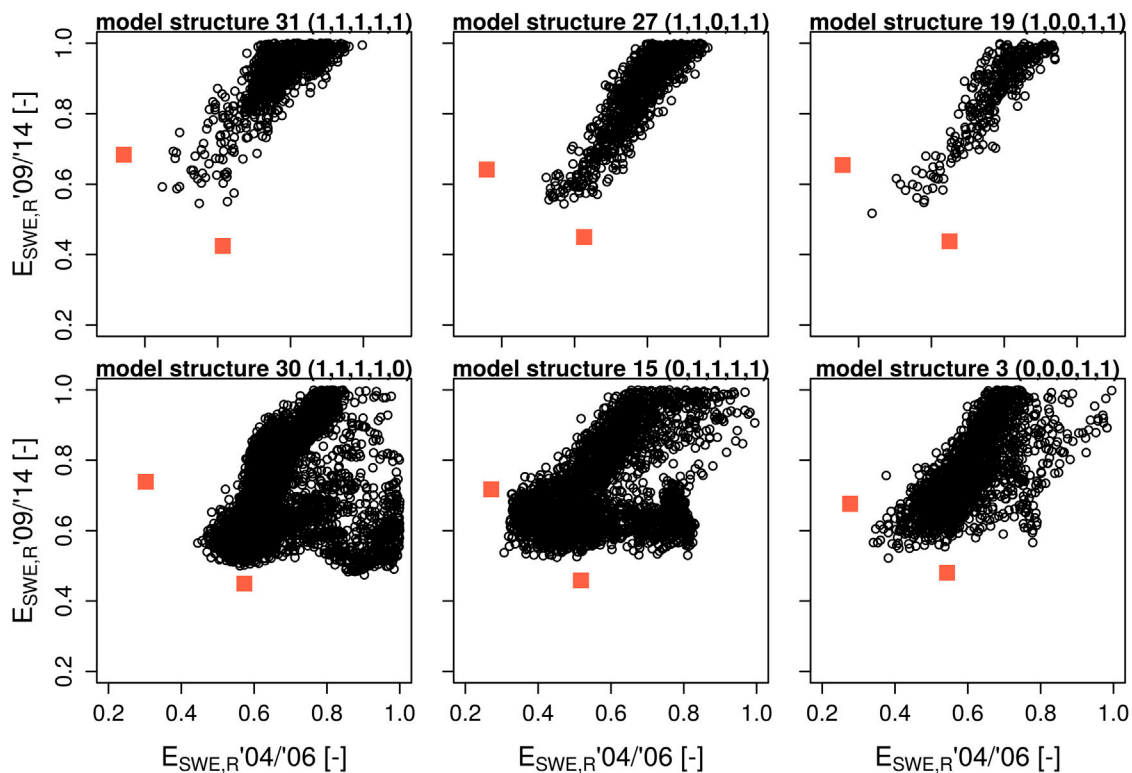 model structure 31 (1,1,1,1,1)
model structure 27 (1,1,0,1,1)
model structure 19 (1,0,0,1,1)
E_SWE,R'09/'14 [-]
1.0
0.8
0.6
0.4
0.2
model structure 30 (1,1,1,1,0)
model structure 15 (0,1,1,1,1)
model structure 3 (0,0,0,1,1)
E_SWE,R'09/'14 [-]
1.0
0.8
0.6
0.4
0.2
0.2 0.4 0.6 0.8 1.0
0.2 0.4 0.6 0.8 1.0
0.2 0.4 0.6 0.8 1.0
E_SWE,R'04/'06 [-]
E_SWE,R'04/'06 [-]
E_SWE,R'04/'06 [-]